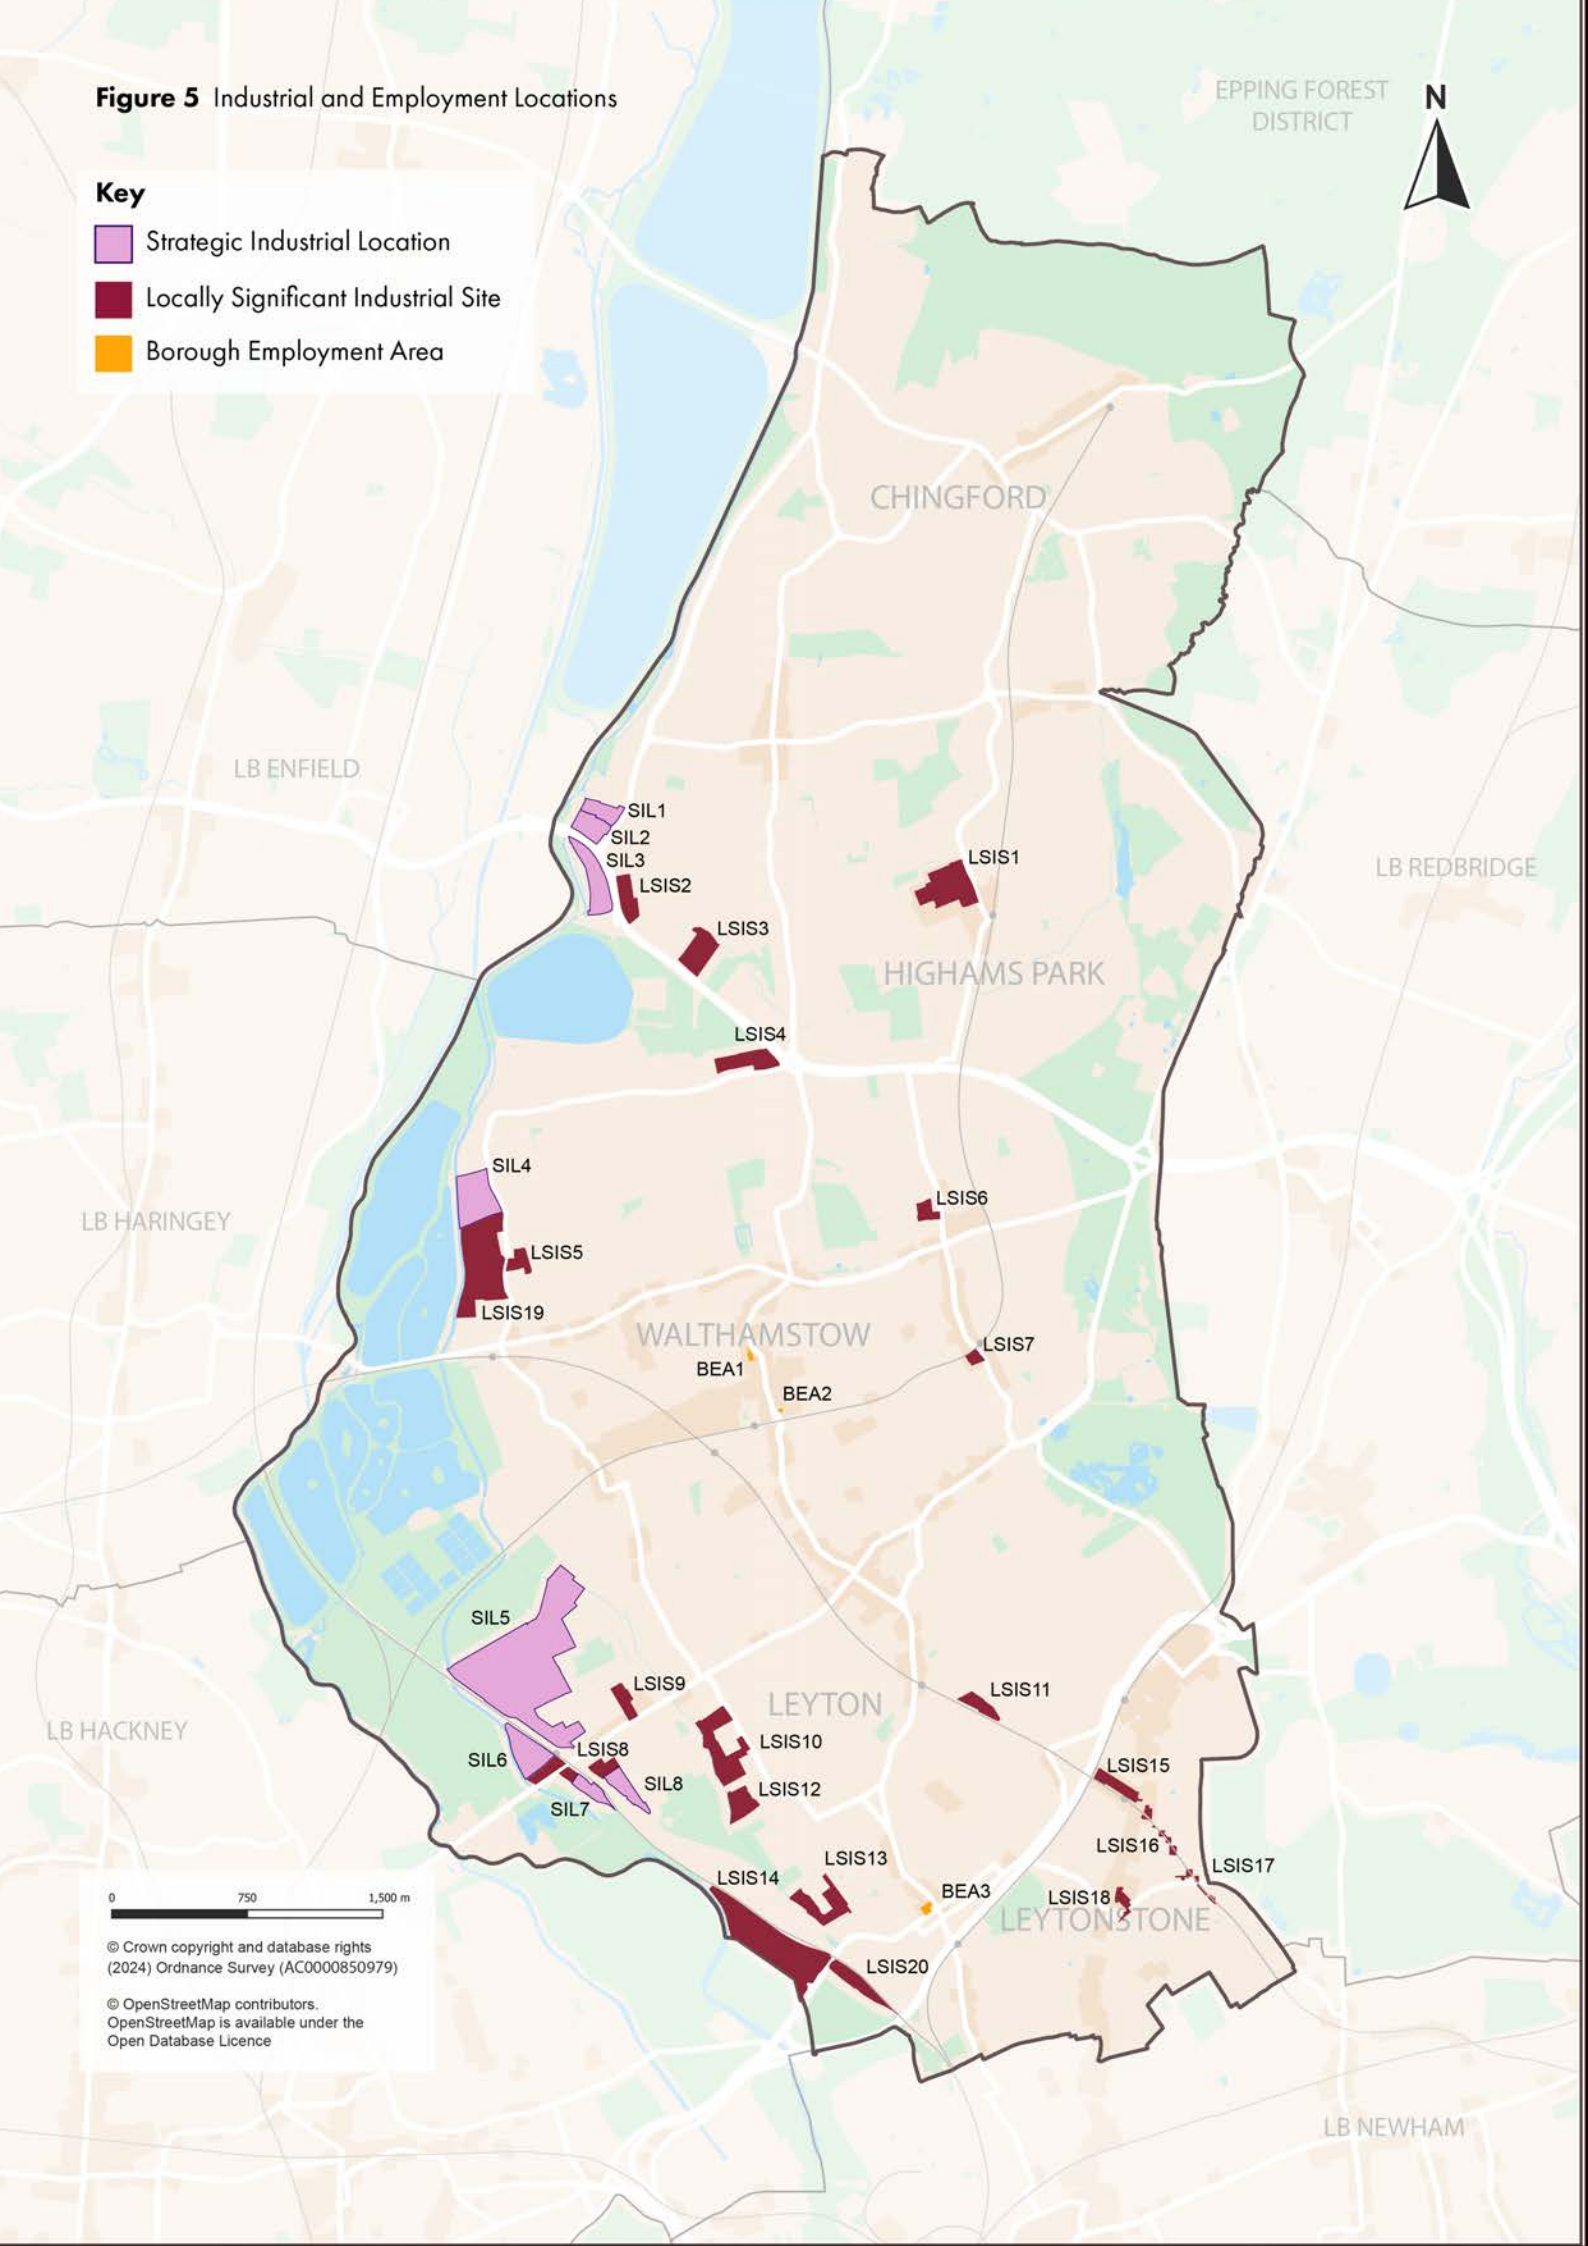 Figure 5 Industrial and Employment Locations
EPPING FOREST
DISTRICT
N
Key
Strategic Industrial Location
Locally Significant Industrial Site
Borough Employment Area
CHINGFORD
LB ENFIELD
SIL1
SIL2
SIL3
LSIS1
LB REDBRIDGE
LSIS2
LSIS3
HIGHAMS PARK
LSIS4
SIL4
LSIS6
LB HARINGEY
LSIS5
LSIS19
WALTHAMSTOW
LSIS7
BEA1
BEA2
SIL5
LSIS9
LSIS11
LEYTON
LB HACKNEY
LSIS10
LSIS8
SIL6
LSIS15
SIL8
LSIS12
SIL7
LSIS16
LSIS13
LSIS17
LSIS14
BEA3
LSIS18
LEYTONSTONE
LSIS20
0 750 1,500 m
© Crown copyright and database rights
(2024) Ordnance Survey (AC0000850979)
© OpenStreetMap contributors.
OpenStreetMap is available under the
Open Database Licence
LB NEWHAM